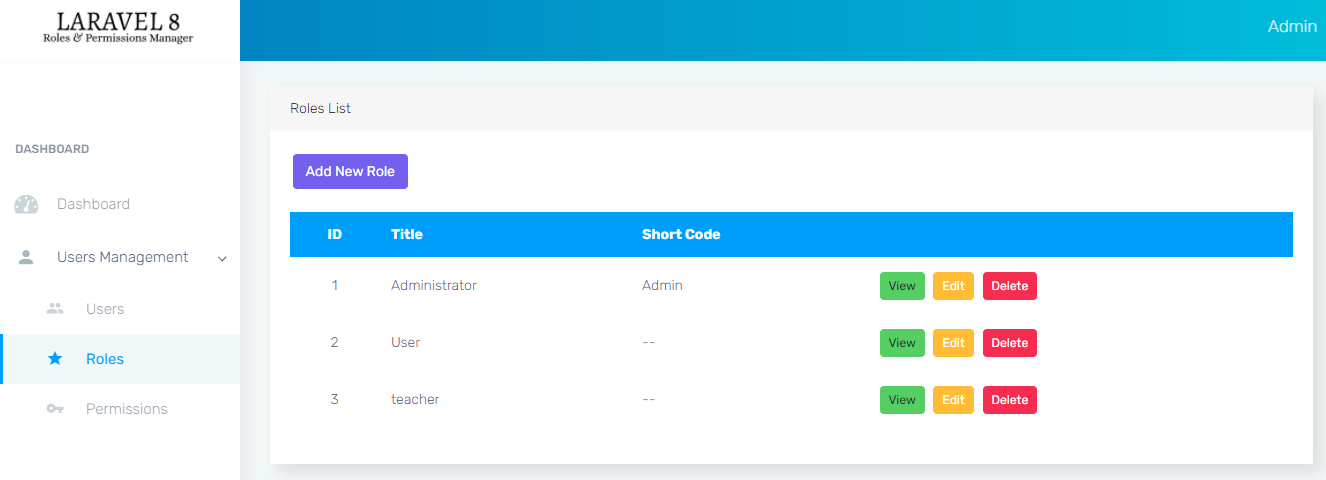 LARAVEL 8
Roles & Permissions Manager
Admin
DASHBOARD
Dashboard
Users Management
Users
Roles
Permissions
Roles List
Add New Role
ID Title Short Code
1 Administrator Admin View Edit Delete
2 User -- View Edit Delete
3 teacher -- View Edit Delete